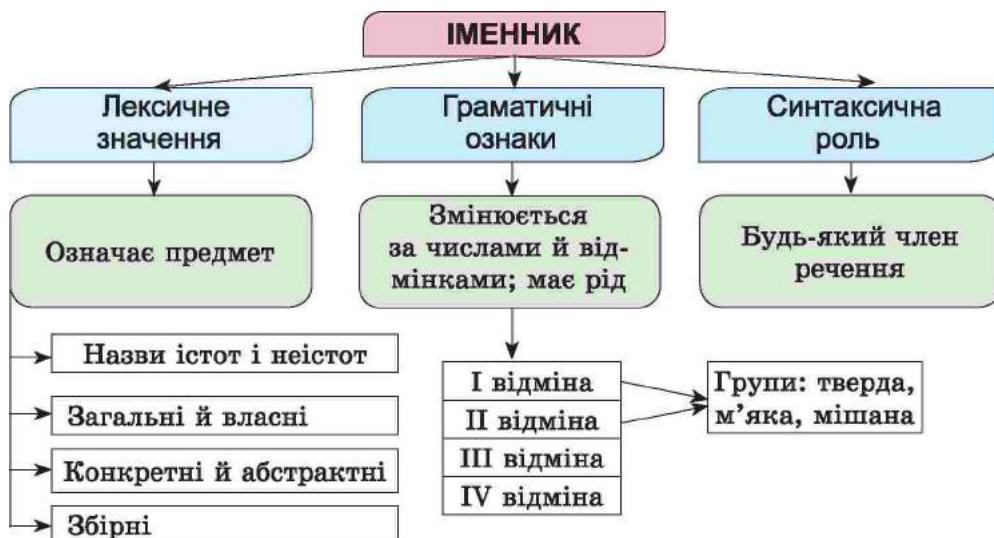 ІМЕННИК
Лексичне
значення
Граматичні
ознаки
Синтаксична
роль
Означає предмет
Змінюється
за числами й від-
мінками; має рід
Будь-який член
речення
Назви істот і неістот
Загальні й власні
Конкретні й абстрактні
Збірні
І відміна
ІІ відміна
ІІІ відміна
IV відміна
Групи: тверда,
м’яка, мішана